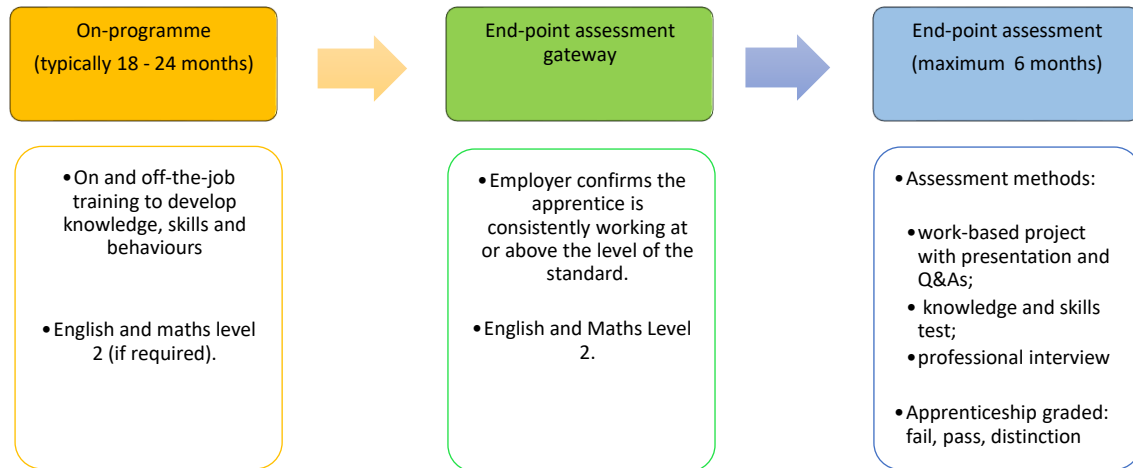 On-programme
(typically 18 - 24 months)
End-point assessment
gateway
End-point assessment
(maximum  6 months)
•On and off-the-job
training to develop
knowledge, skills and
behaviours
•English and maths level
2 (if required).
•Employer confirms the
apprentice is
consistently working at
or above the level of the
standard.
•English and Maths Level
2.
•Assessment methods:
•work-based project
with presentation and
Q&As;
• knowledge and skills
test;
•professional interview
•Apprenticeship graded:
fail, pass, distinction